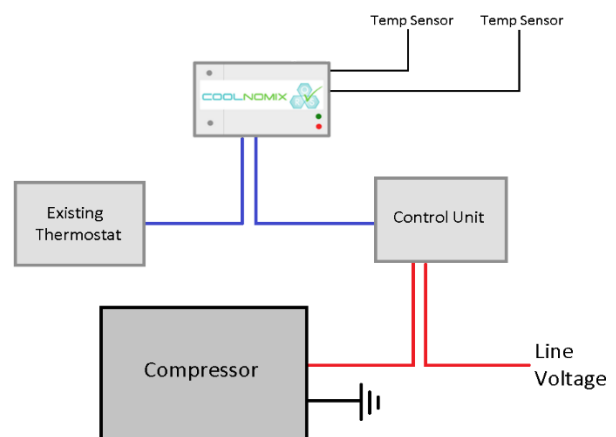 Temp Sensor
Temp Sensor
COOLNOMIX
Existing
Thermostat
Control Unit
Compressor
Line
Voltage